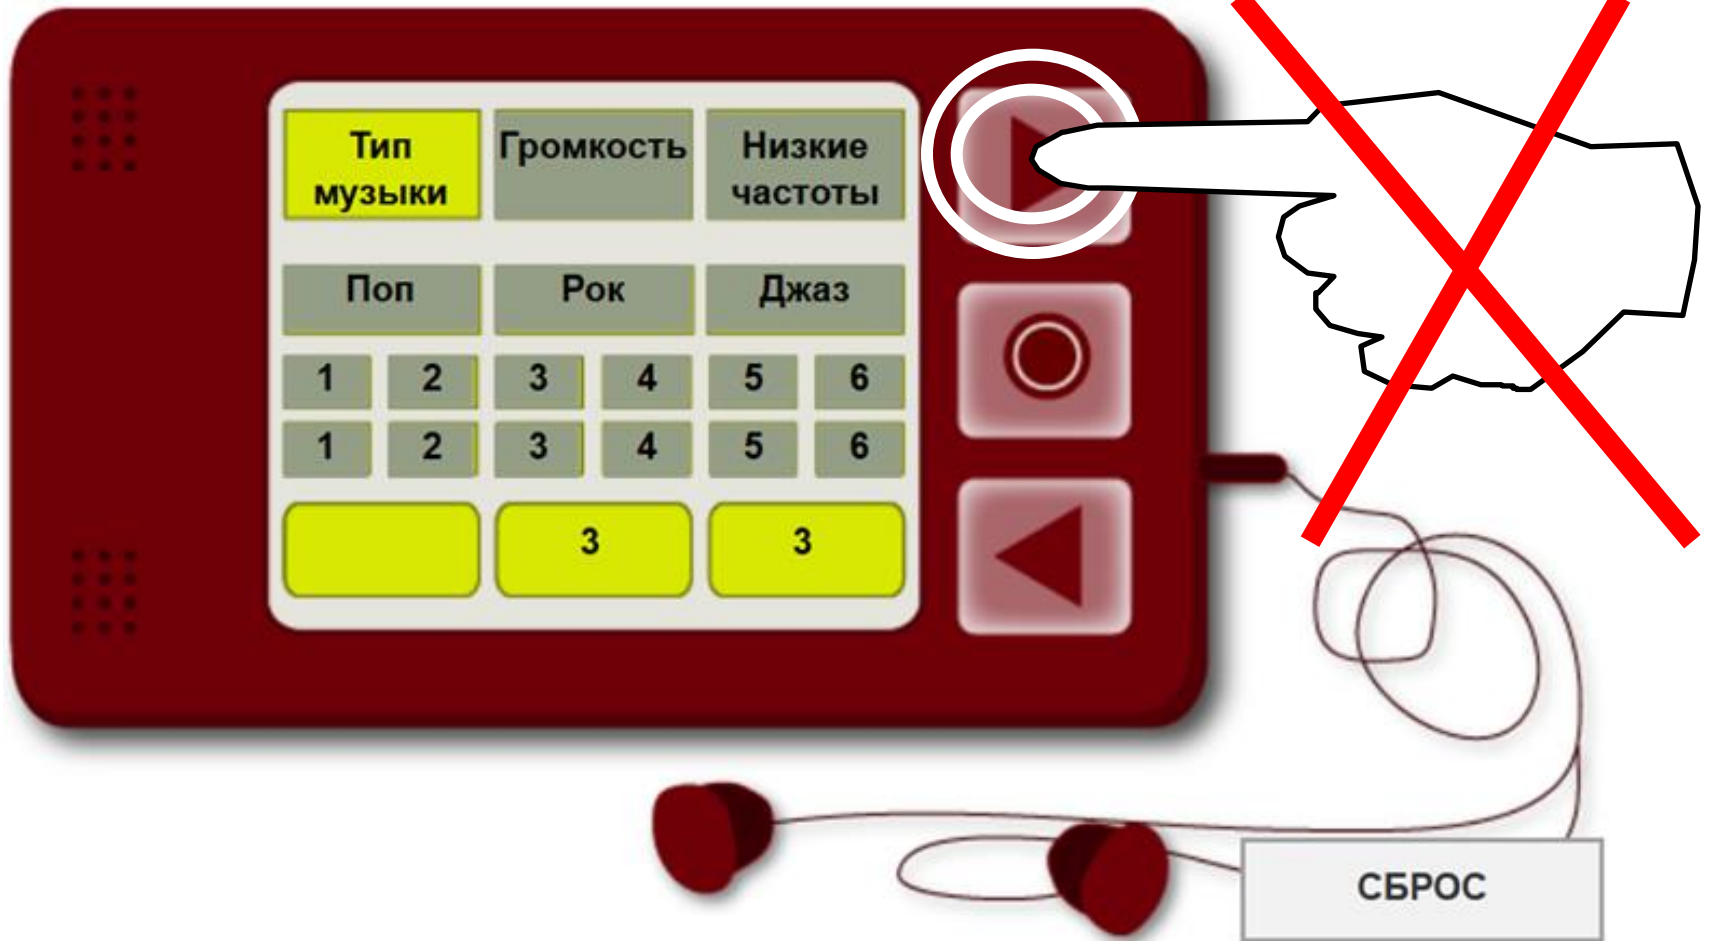 Тип Громкость Низкие
музыки частоты
Поп Рок Джаз
1 2 3 4 5 6
1 2 3 4 5 6
3 3
СБРОС